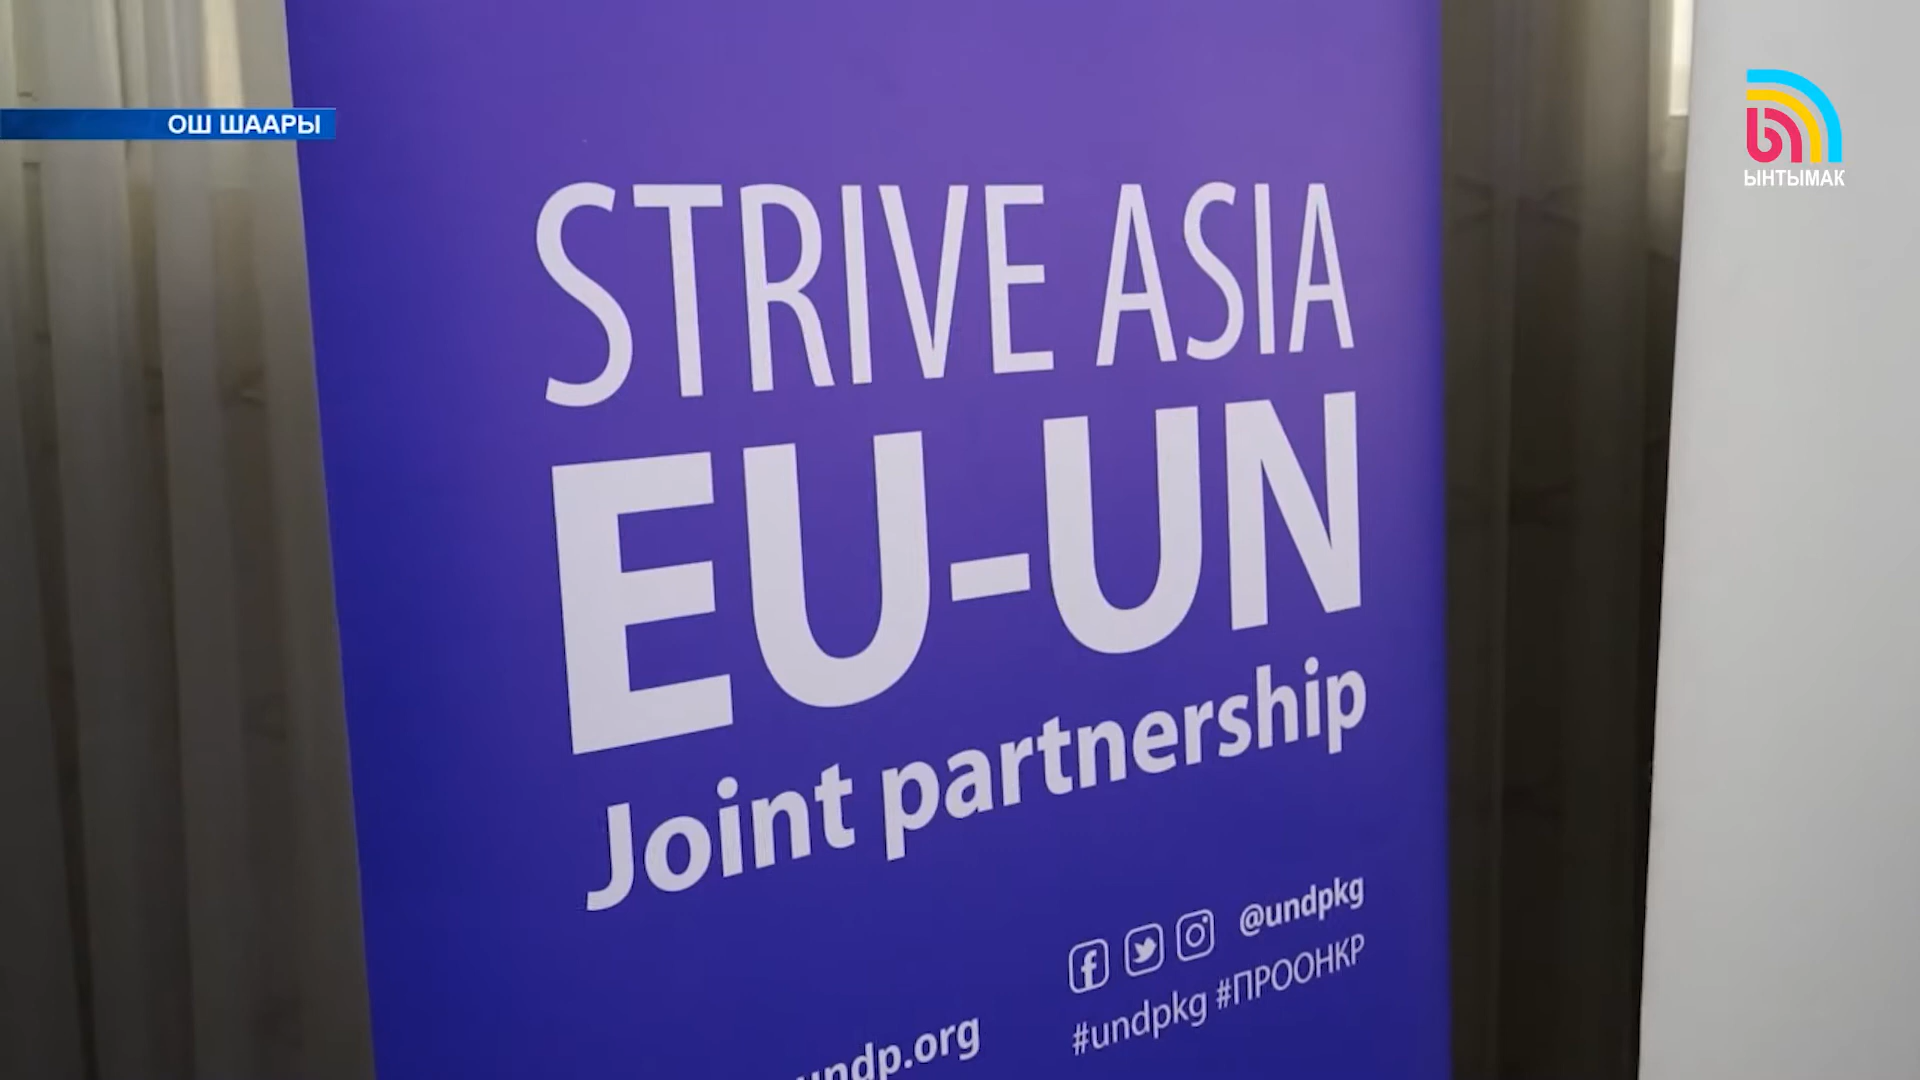 ОШ ШААРЫ
ЫНТЫМАК
STRIVE ASIA
EU-UN
Joint partnership
@undpkg
#undpkg #ПРООНКР
undp.org